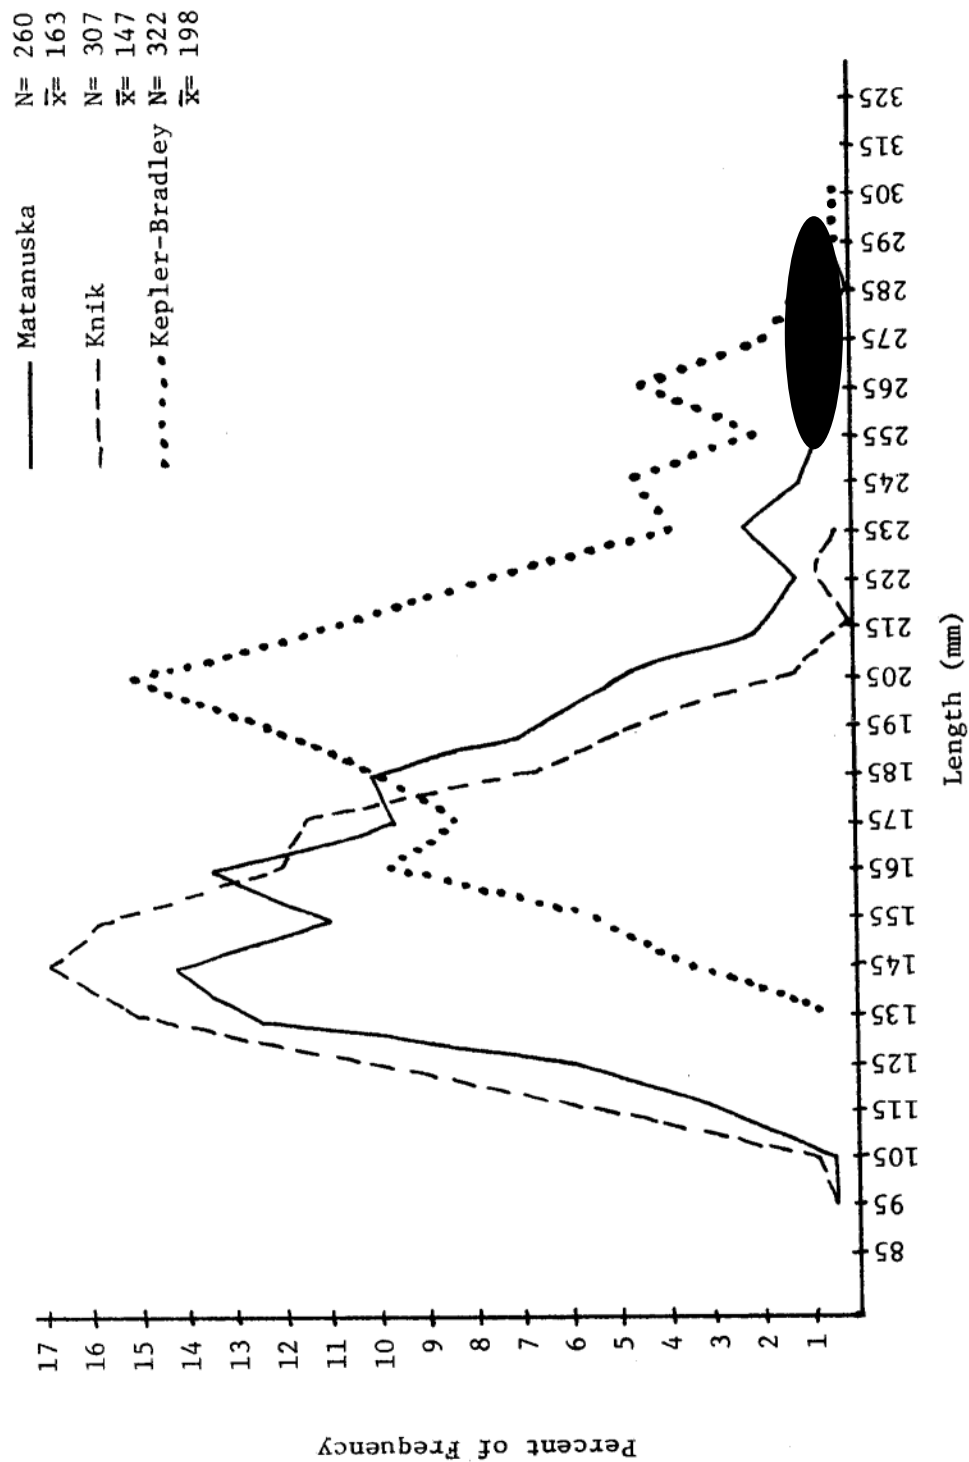 Matanuska N= 260
x̅= 163
Knik N= 307
x̅= 147
Kepler-Bradley N= 322
x̅= 198
Percent of Frequency
17
16
15
14
13
12
11
10
9
8
7
6
5
4
3
2
1
85 95 105 115 125 135 145 155 165 175 185 195 205 215 225 235 245 255 265 275 285 295 305 315 325
Length (mm)